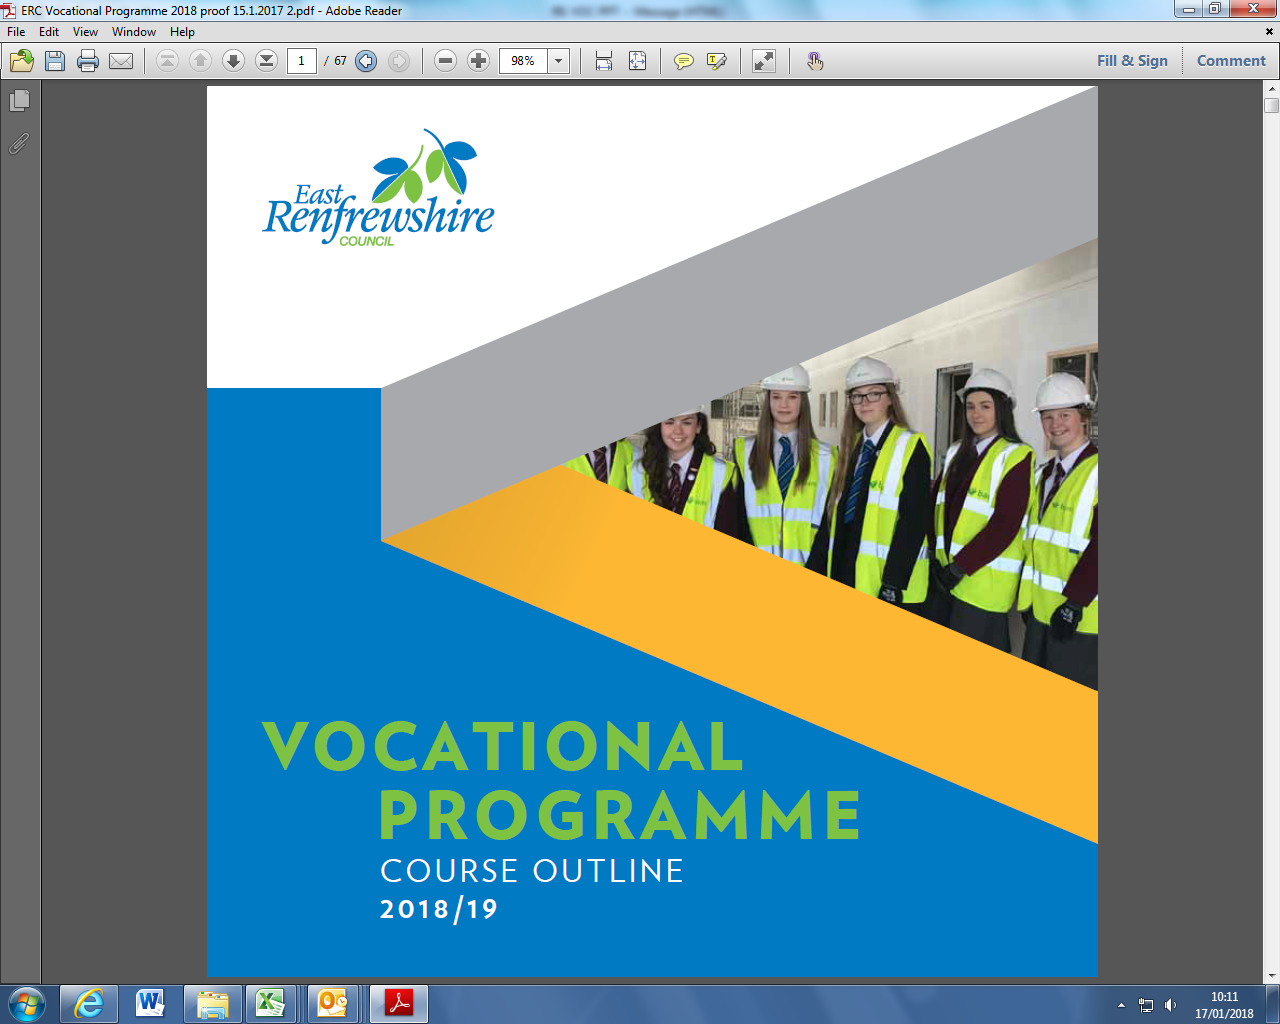 ERC Vocational Programme 2018 proof 15.1.2017 2.pdf - Adobe Reader
File Edit View Window Help
1 / 67 98% Fill & Sign Comment
East
Renfrewshire
COUNCIL
VOCATIONAL
PROGRAMME
COURSE OUTLINE
2018/19
10:11
17/01/2018